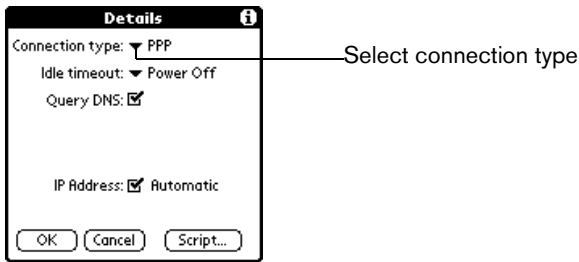 Details
Connection type: PPP
Select connection type
Idle timeout: Power Off
Query DNS:
IP Address: Automatic
OK Cancel Script...